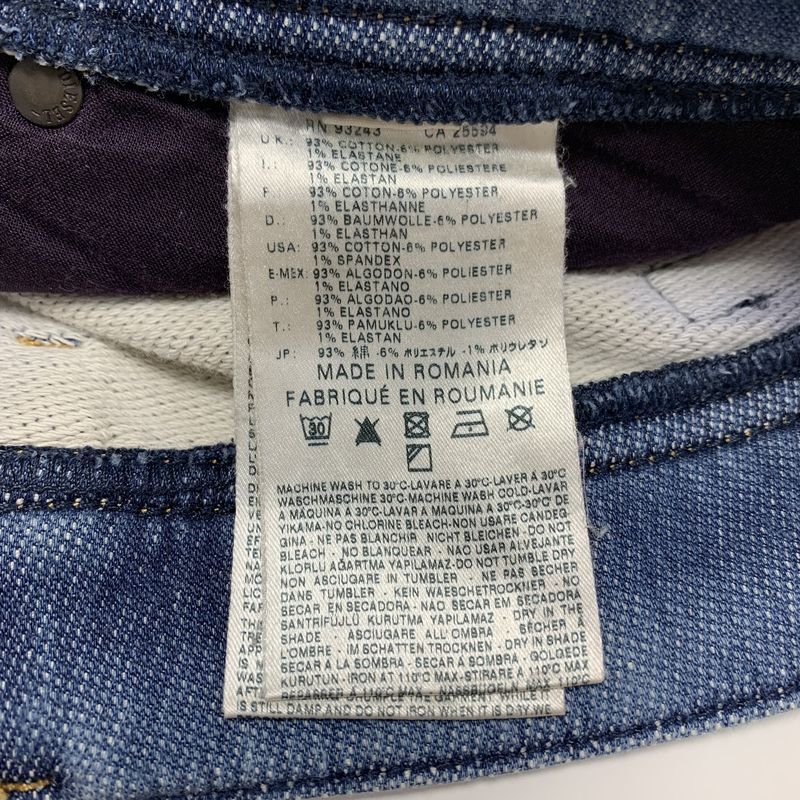 DIESEL
RN 93243 CA 25594
U K.: 93% COTTON-6% POLYESTER
1% ELASTANE
I.: 93% COTONE-6% POLIESTERE
1% ELASTAN
F 93% COTON-6% POLYESTER
1% ELASTHANNE
D.: 93% BAUMWOLLE-6% POLYESTER
1% ELASTHAN
USA: 93% COTTON-6% POLYESTER
1% SPANDEX
E-MEX: 93% ALGODON-6% POLIESTER
1% ELASTANO
P.: 93% ALGODAO-6% POLIESTER
1% ELASTANO
T.: 93% PAMUKLU-6% POLYESTER
1% ELASTAN
JP: 93% 綿 -6% ポリエステル -1% ポリウレタン
MADE IN ROMANIA
FABRIQUÉ EN ROUMANIE
30
MACHINE WASH TO 30°C-LAVARE A 30°C-LAVER À 30°C
WASCHMASCHINE 30°C-MACHINE WASH COLD-LAVAR
A MÁQUINA A 30°C-LAVAR À MÁQUINA A 30°C-30°C DE
YIKAMA-NO CHLORINE BLEACH-NON USARE CANDEG
GINA - NE PAS BLANCHIR NICHT BLEICHEN - DO NOT
BLEACH - NO BLANQUEAR - NAO USAR ALVEJANTE
KLORLU AGARTMA YAPILAMAZ-DO NOT TUMBLE DRY
NON ASCIUGARE IN TUMBLER - NE PAS SECHER
DANS TUMBLER - KEIN WAESCHETROCKNER - NO
SECAR EN SECADORA - NÃO SECAR EM SECADORA
SANTRIFÜJLÜ KURUTMA YAPILAMAZ - DRY IN THE
SHADE - ASCIUGARE ALL'OMBRA - SÉCHER À
L'OMBRE - IM SCHATTEN TROCKNEN - DRY IN SHADE
SECAR A LA SOMBRA - SECAR A SOMBRA - GÖLGEDE
KURUTUN - IRON AT 110°C MAX-STIRARE A 110°C MAX
IS STILL DAMP AND DO NOT IRON WHEN IT IS DRY WE